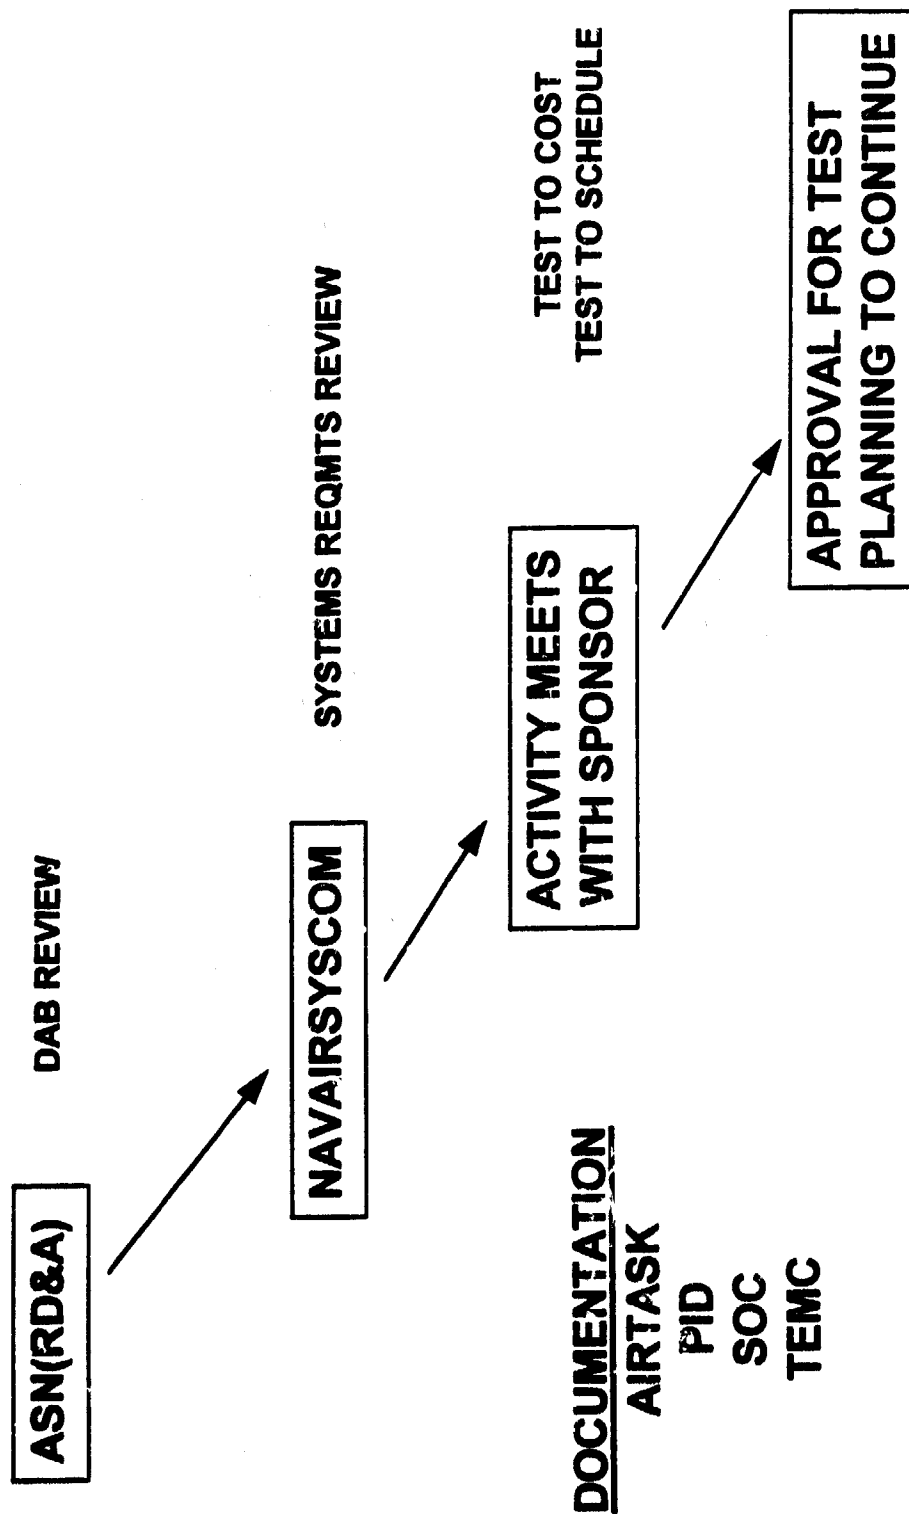 ASN(RD&A)
DAB REVIEW
NAVAIRSYSCOM
SYSTEMS REQMTS REVIEW
ACTIVITY MEETS
WITH SPONSOR
TEST TO COST
TEST TO SCHEDULE
DOCUMENTATION
AIRTASK
PID
SOC
TEMC
APPROVAL FOR TEST
PLANNING TO CONTINUE